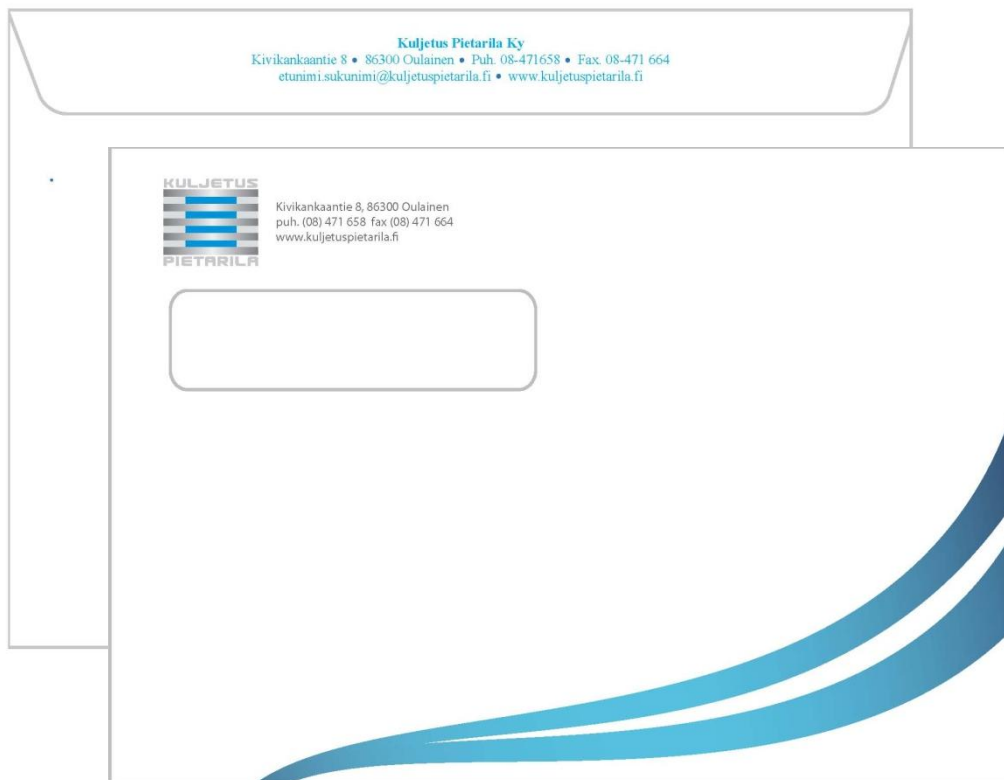 Kuljetus Pietarila Ky
Kivikankaantie 8 • 86300 Oulainen • Puh. 08-471658 • Fax. 08-471 664
etunimi.sukunimi@kuljetuspietarila.fi • www.kuljetuspietarila.fi
KULJETUS
PIETARILA
Kivikankaantie 8, 86300 Oulainen
puh. (08) 471 658 fax (08) 471 664
www.kuljetuspietarila.fi